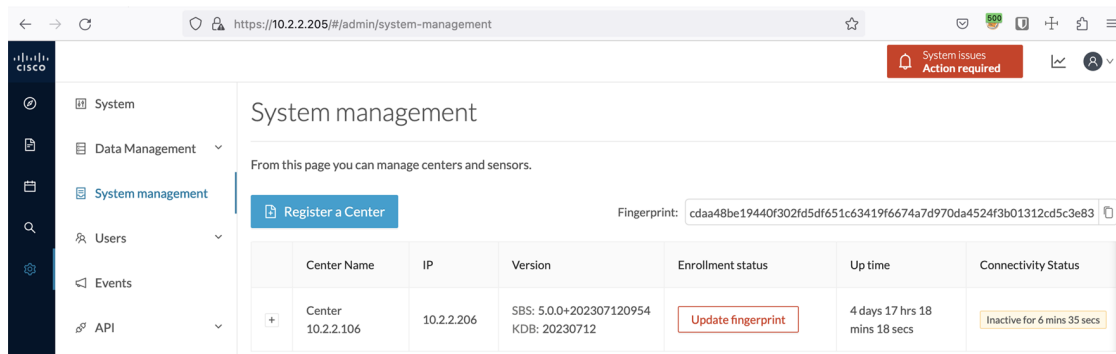 https://10.2.2.205/#/admin/system-management
500
cisco
System issues
Action required
System
Data Management
System management
Users
Events
API
System management
From this page you can manage centers and sensors.
Register a Center
Fingerprint: cdaa48be19440f302fd5df651c63419f6674a7d970da4524f3b01312cd5c3e83
Center Name IP Version Enrollment status Up time Connectivity Status
+ Center 10.2.2.206 SBS: 5.0.0+202307120954 Update fingerprint 4 days 17 hrs 18 Inactive for 6 mins 35 secs
10.2.2.106 KDB: 20230712 mins 18 secs